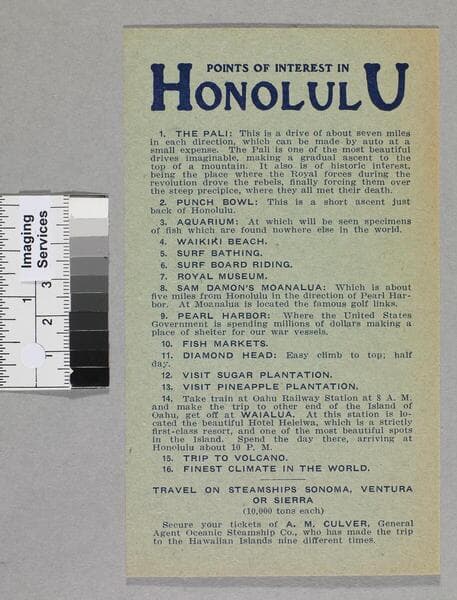 POINTS OF INTEREST IN
HONOLULU
1. THE PALI: This is a drive of about seven miles
in each direction, which can be made by auto at a
small expense. The Pali is one of the most beautiful
drives imaginable, making a gradual ascent to the
top of a mountain. It also is of historic interest,
being the place where the Royal forces during the
revolution drove the rebels, finally forcing them over
the steep precipice, where they all met their death.
2. PUNCH BOWL: This is a short ascent just
back of Honolulu.
3. AQUARIUM: At which will be seen specimens
of fish which are found nowhere else in the world.
4. WAIKIKI BEACH.
5. SURF BATHING.
6. SURF BOARD RIDING.
7. ROYAL MUSEUM.
8. SAM DAMON'S MOANALUA: Which is about
five miles from Honolulu in the direction of Pearl Har-
bor. At Moanalua is located the famous golf links.
9. PEARL HARBOR: Where the United States
Government is spending millions of dollars making a
place of shelter for our war vessels.
10. FISH MARKETS.
11. DIAMOND HEAD: Easy climb to top; half
day.
12. VISIT SUGAR PLANTATION.
13. VISIT PINEAPPLE PLANTATION.
14. Take train at Oahu Railway Station at 8 A. M.
and make the trip to other end of the Island of
Oahu, get off at WAIALUA. At this station is lo-
cated the beautiful Hotel Heleiwa, which is a strictly
first-class resort, and one of the most beautiful spots
in the Island. Spend the day there, arriving at
Honolulu about 10 P. M.
15. TRIP TO VOLCANO.
16. FINEST CLIMATE IN THE WORLD.
TRAVEL ON STEAMSHIPS SONOMA, VENTURA
OR SIERRA
(10,000 tons each)
Secure your tickets of A. M. CULVER, General
Agent Oceanic Steamship Co., who has made the trip
to the Hawaiian Islands nine different times.
Imaging
Services
1
2
3